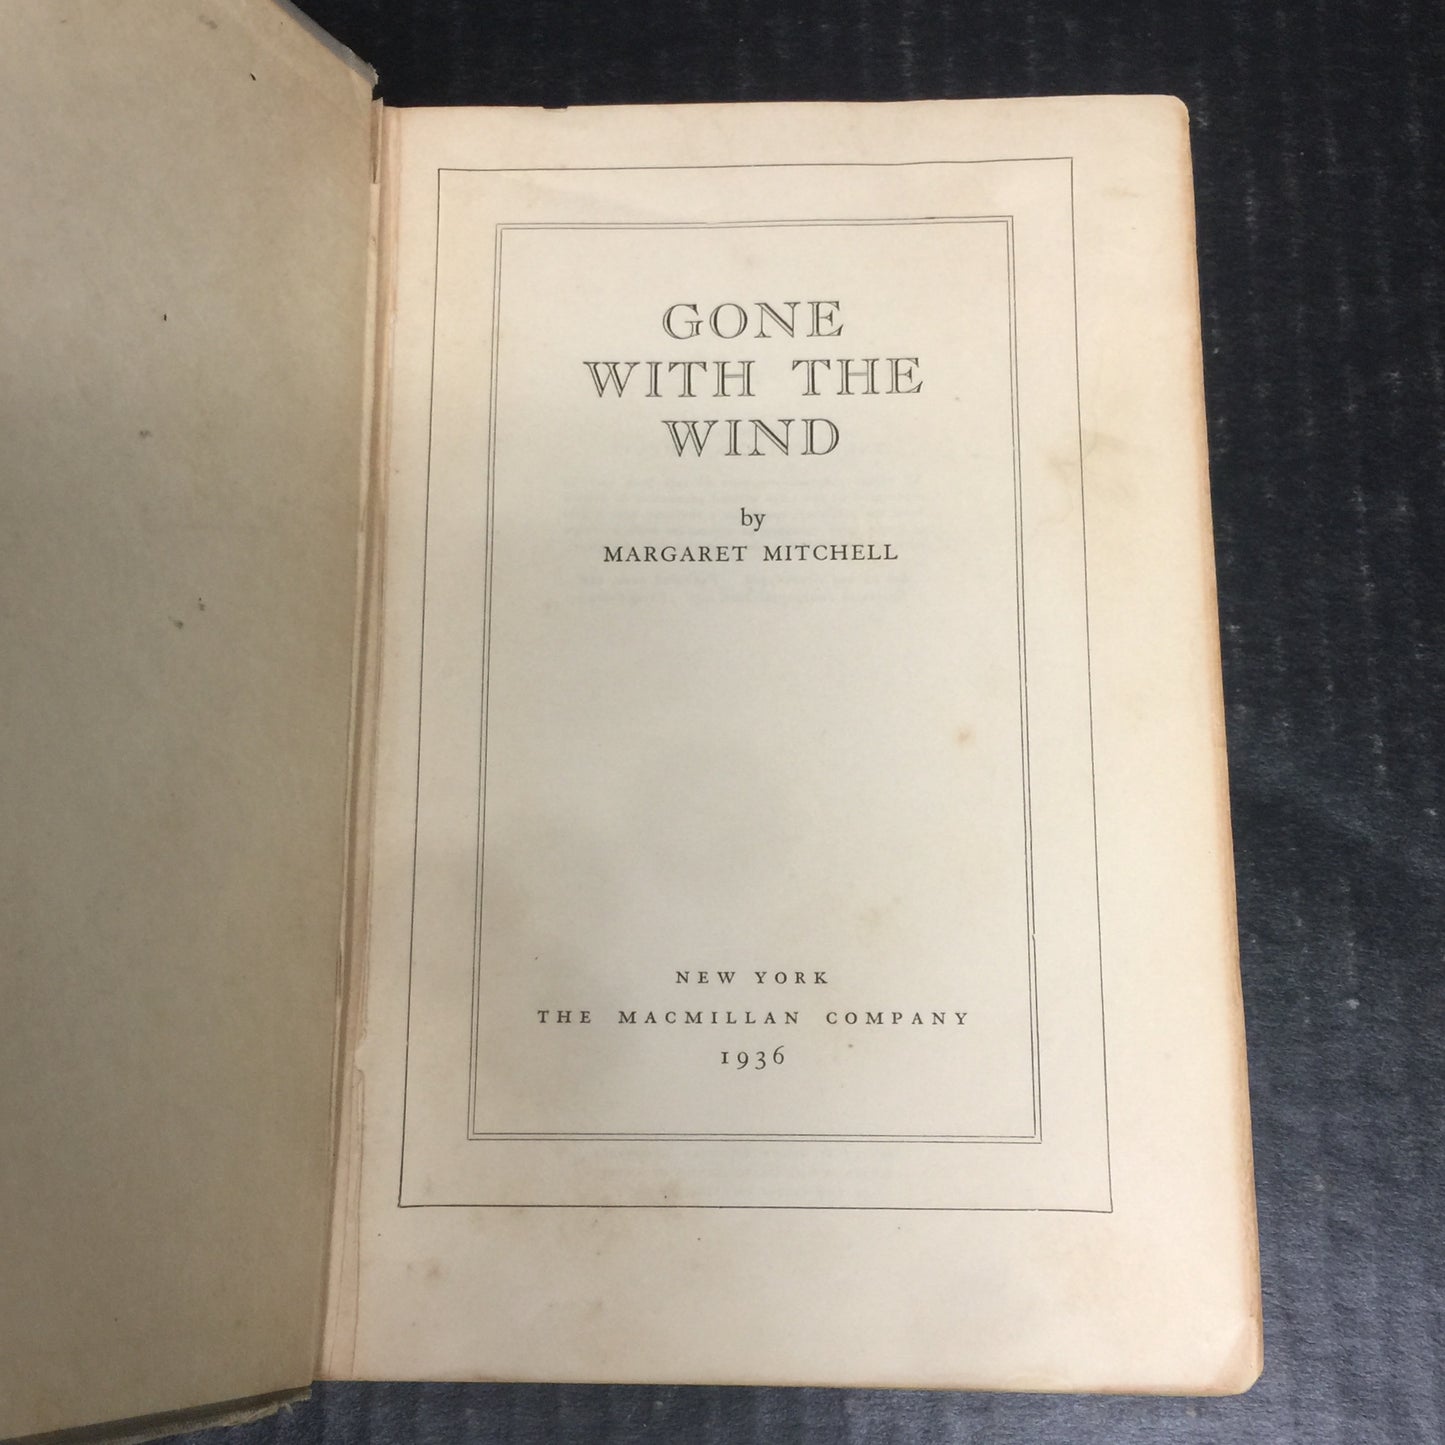 GONE
WITH THE
WIND
by
MARGARET MITCHELL
NEW YORK
THE MACMILLAN COMPANY
1936